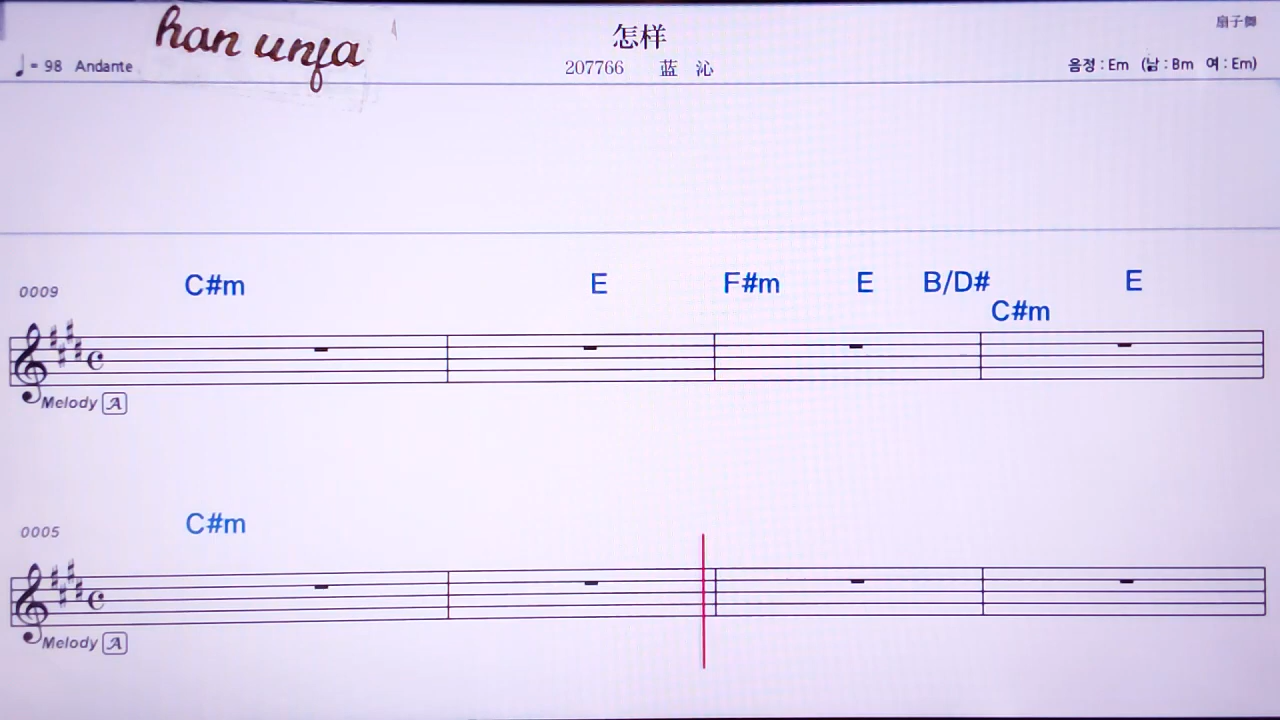 han unfa
怎样
扇子舞
♩= 98 Andante
207766 蓝 沁
음정 : Em (남 : Bm 여 : Em)
0009 C#m E F#m E B/D# C#m E
Melody A
0005 C#m
Melody A